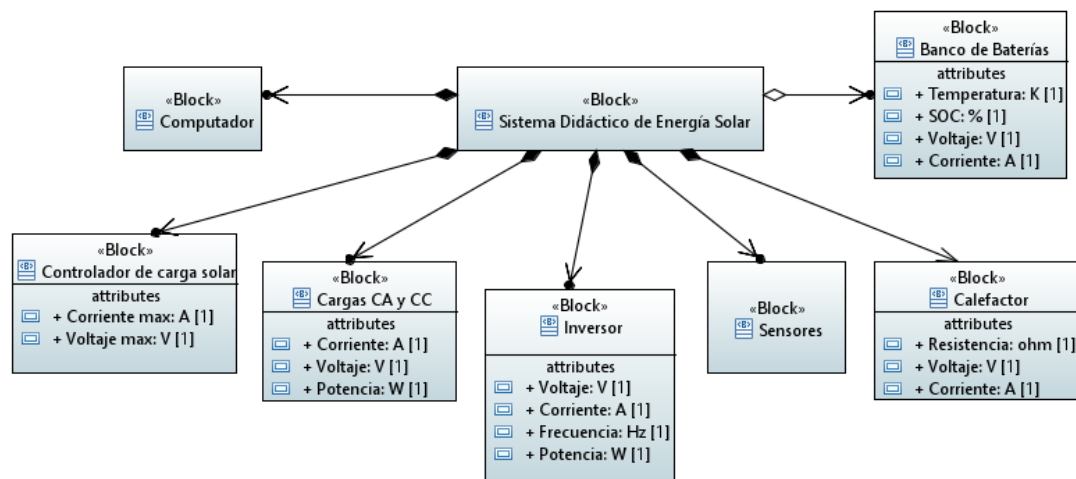 «Block»
Computador
«Block»
Sistema Didáctico de Energía Solar
«Block»
Banco de Baterías
attributes
+ Temperatura: K [1]
+ SOC: % [1]
+ Voltaje: V [1]
+ Corriente: A [1]
«Block»
Controlador de carga solar
attributes
+ Corriente max: A [1]
+ Voltaje max: V [1]
«Block»
Cargas CA y CC
attributes
+ Corriente: A [1]
+ Voltaje: V [1]
+ Potencia: W [1]
«Block»
Inversor
attributes
+ Voltaje: V [1]
+ Corriente: A [1]
+ Frecuencia: Hz [1]
+ Potencia: W [1]
«Block»
Sensores
«Block»
Calefactor
attributes
+ Resistencia: ohm [1]
+ Voltaje: V [1]
+ Corriente: A [1]